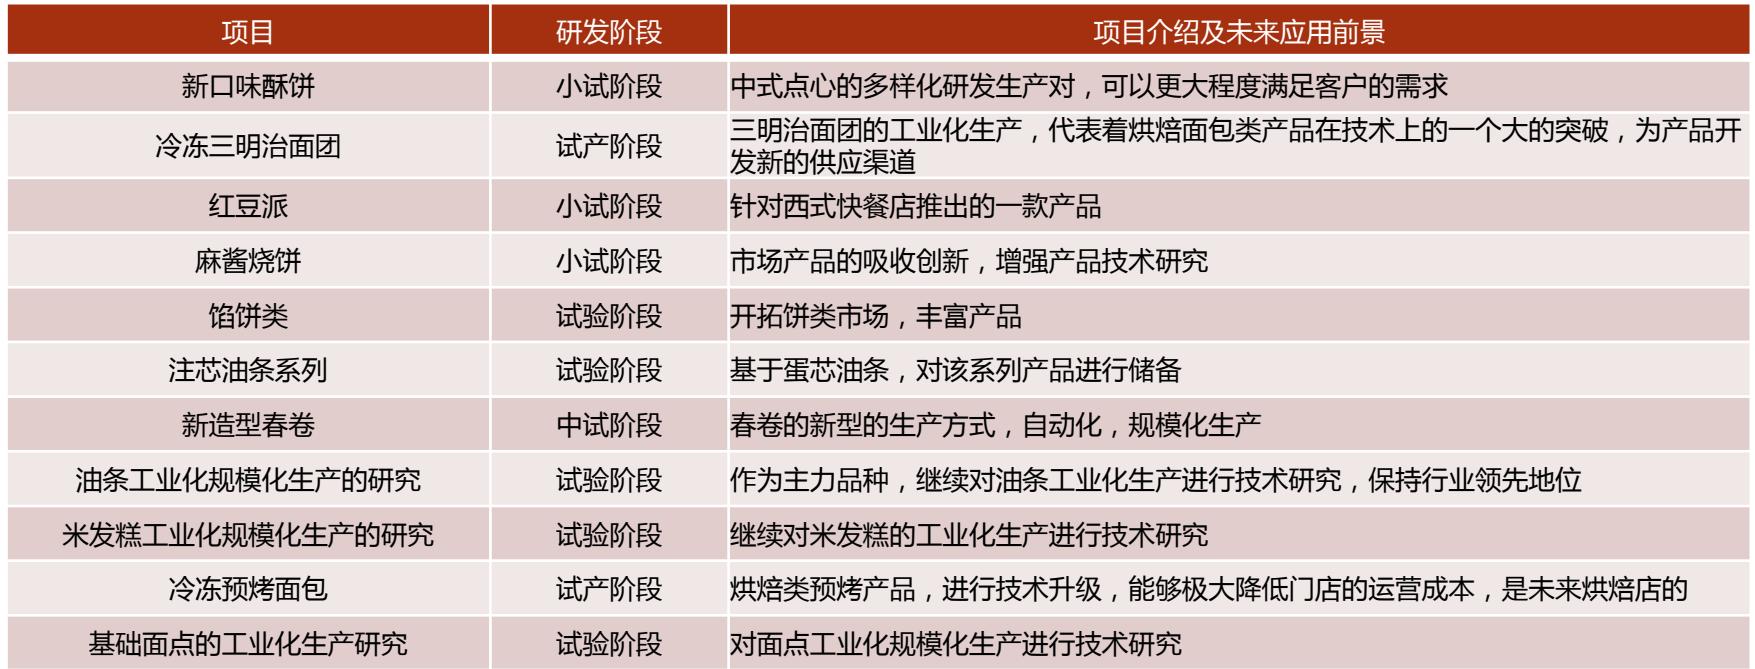 项目 研发阶段 项目介绍及未来应用前景
新口味酥饼 小试阶段 中式点心的多样化研发生产对，可以更大程度满足客户的需求
冷冻三明治面团 试产阶段 三明治面团的工业化生产，代表着烘焙面包类产品在技术上的一个大的突破，为产品开
发新的供应渠道
红豆派 小试阶段 针对西式快餐店推出的一款产品
麻酱烧饼 小试阶段 市场产品的吸收创新，增强产品技术研究
馅饼类 试验阶段 开拓饼类市场，丰富产品
注芯油条系列 试验阶段 基于蛋芯油条，对该系列产品进行储备
新造型春卷 中试阶段 春卷的新型的生产方式，自动化，规模化生产
油条工业化规模化生产的研究 试验阶段 作为主力品种，继续对油条工业化生产进行技术研究，保持行业领先地位
米发糕工业化规模化生产的研究 试验阶段 继续对米发糕的工业化生产进行技术研究
冷冻预烤面包 试产阶段 烘焙类预烤产品，进行技术升级，能够极大降低门店的运营成本，是未来烘焙店的
基础面点的工业化生产研究 试验阶段 对面点工业化规模化生产进行技术研究